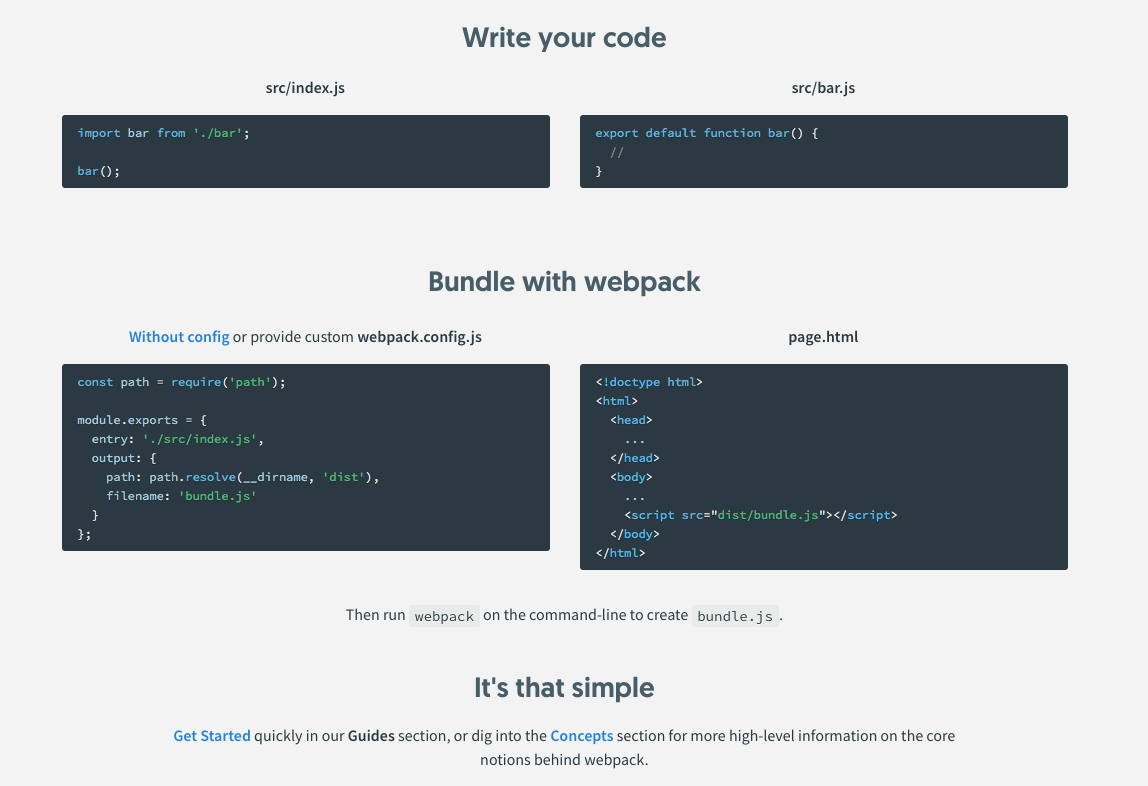 Write your code
src/index.js
import bar from './bar';

bar();
src/bar.js
export default function bar() {
  //
}
Bundle with webpack
Without config or provide custom webpack.config.js
const path = require('path');

module.exports = {
  entry: './src/index.js',
  output: {
    path: path.resolve(__dirname, 'dist'),
    filename: 'bundle.js'
  }
};
page.html
<!doctype html>
<html>
  <head>
    ...
  </head>
  <body>
    ...
    <script src="dist/bundle.js"></script>
  </body>
</html>
Then run webpack on the command-line to create bundle.js.
It's that simple
Get Started quickly in our Guides section, or dig into the Concepts section for more high-level information on the core
notions behind webpack.